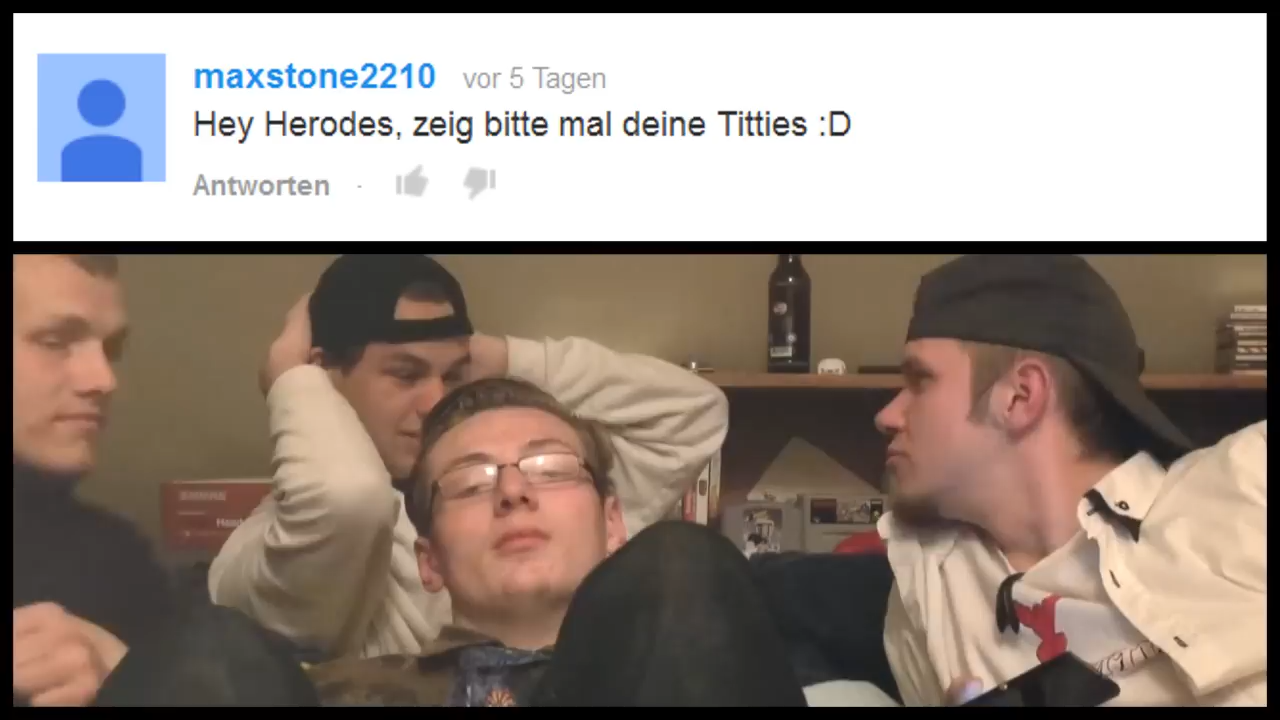 maxstone2210 vor 5 Tagen
Hey Herodes, zeig bitte mal deine Titties :D
Antworten ·